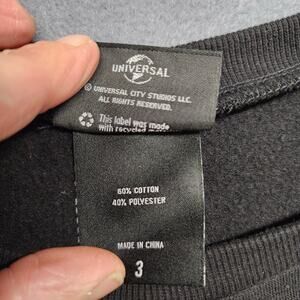 UNIVERSAL
© UNIVERSAL CITY STUDIOS LLC.
ALL RIGHTS RESERVED.
This label was made
with recycled
60% COTTON
40% POLYESTER
MADE IN CHINA
3